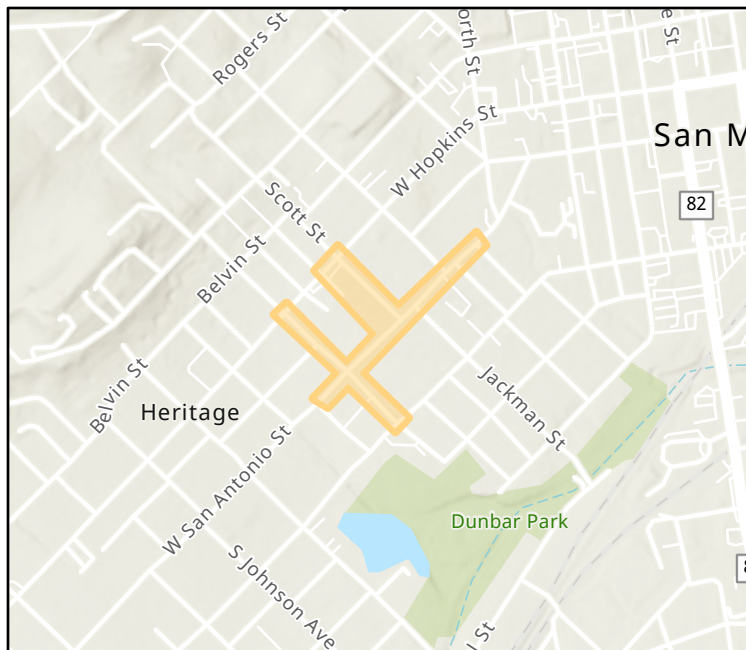 Rogers St
W Hopkins St
San M
82
Scott St
Belvin St
Belvin St
Heritage
Jackman St
W San Antonio St
Dunbar Park
S Johnson Ave